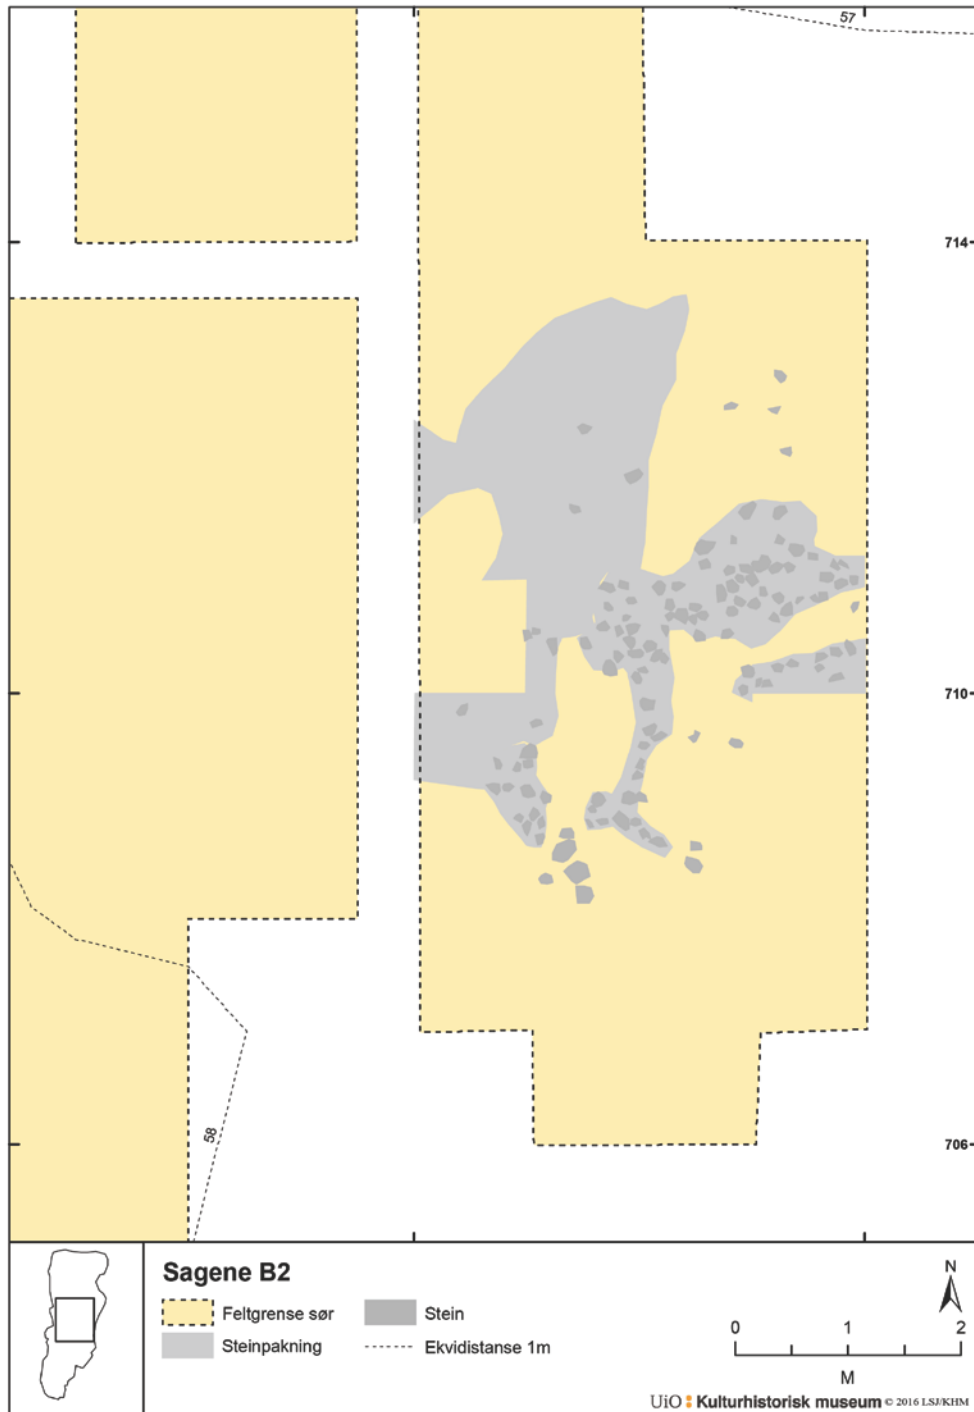 57
714
710
706
58
Sagene B2
Feltgrense sør
Stein
Steinpakning
Ekvidistanse 1m
N
0 1 2
M
UiO Kulturhistorisk museum © 2016 LSJ/KHM